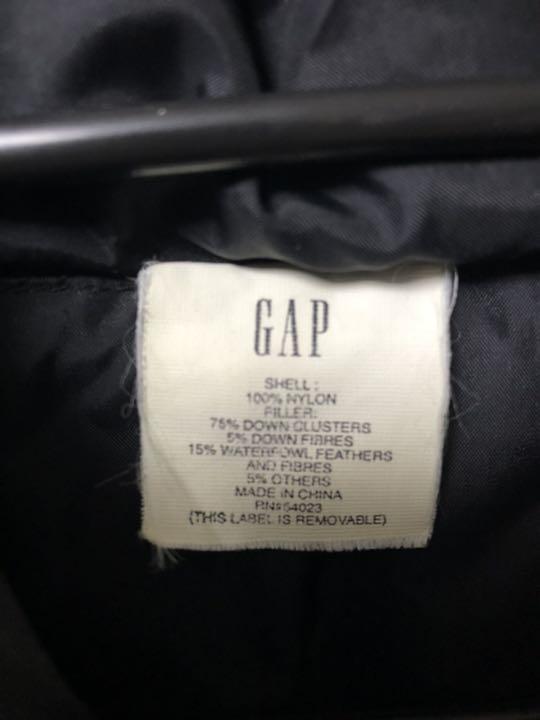 GAP
SHELL :
100% NYLON
FILLER:
75% DOWN CLUSTERS
5% DOWN FIBRES
15% WATERFOWL FEATHERS
AND FIBRES
5% OTHERS
MADE IN CHINA
RN#54023
(THIS LABEL IS REMOVABLE)